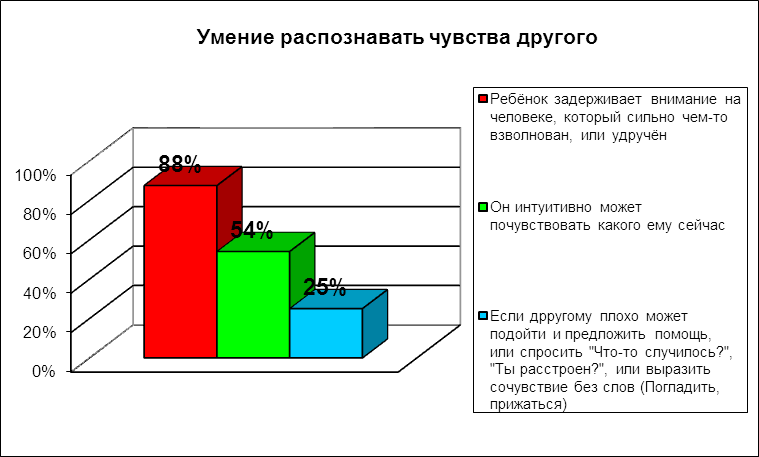 Умение распознавать чувства другого
100%
80%
60%
40%
20%
0%
88%
54%
25%
Ребёнок задерживает внимание на
человеке, который сильно чем-то
взволнован, или удручён
Он интуитивно может
почувствовать какого ему сейчас
Если дрругому плохо может
подойти и предложить помощь,
или спросить "Что-то случилось?",
"Ты расстроен?", или выразить
сочувствие без слов (Погладить,
прижаться)